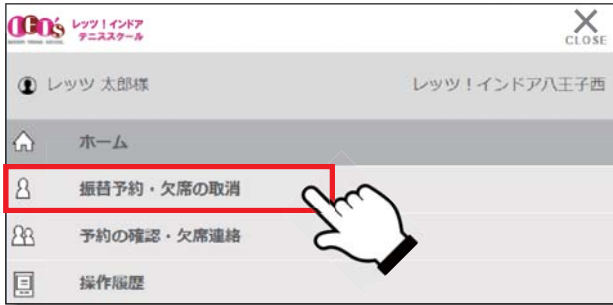 レッツ!インドア
テニススクール
CLOSE
レッツ 太郎様
レッツ!インドア八王子西
ホーム
振替予約・欠席の取消
予約の確認・欠席連絡
操作履歴